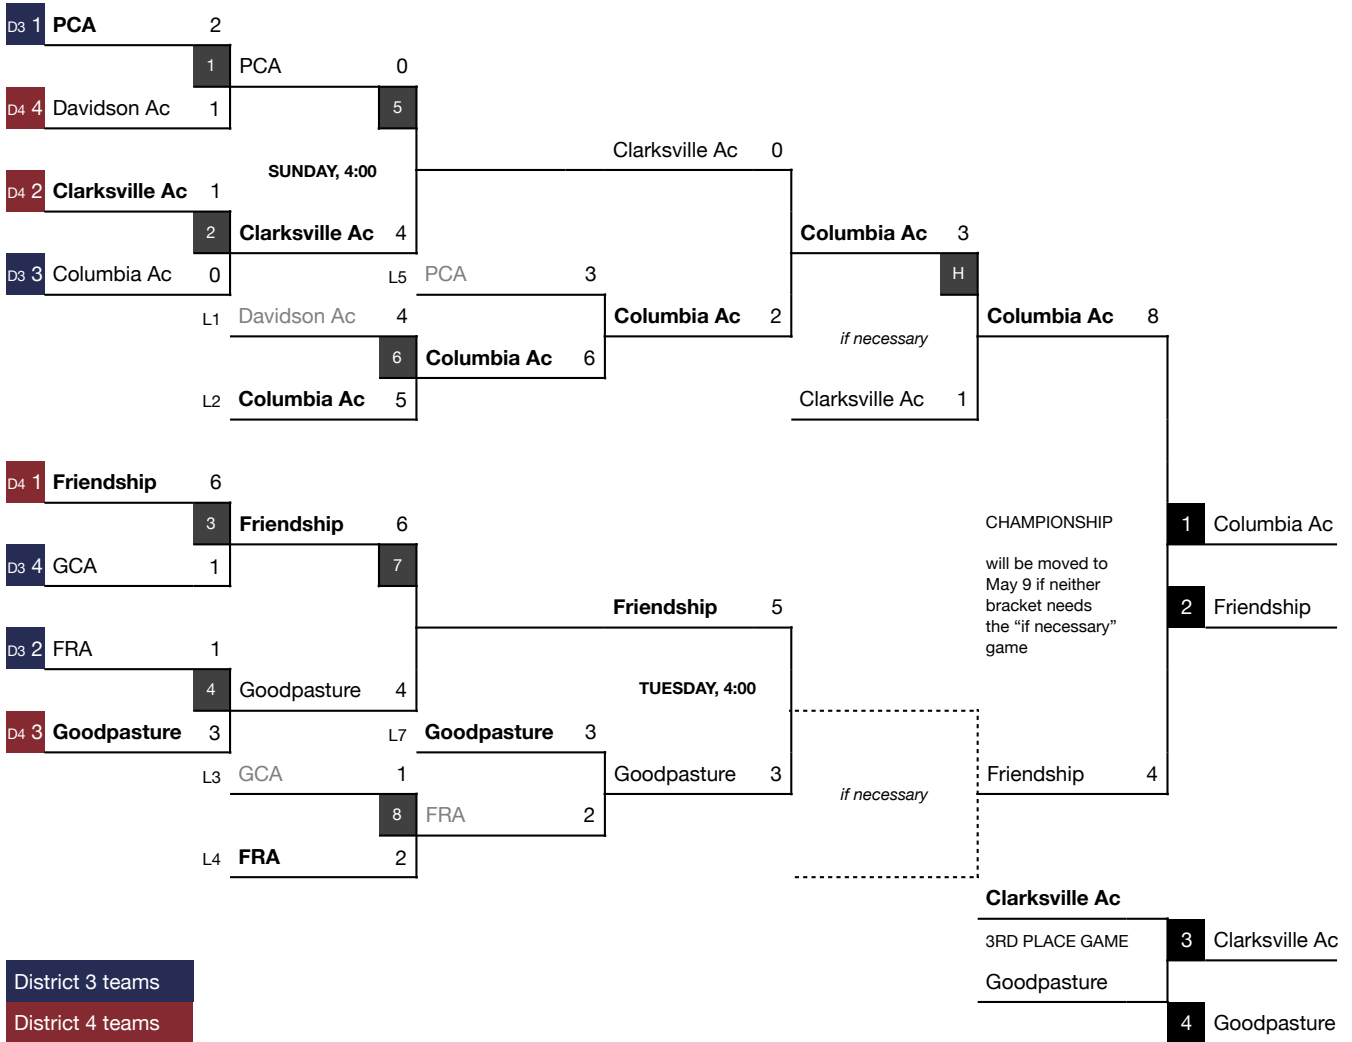 D3 1 PCA 2
1 PCA 0
D4 4 Davidson Ac 1
5
Clarksville Ac 0
SUNDAY, 4:00
D4 2 Clarksville Ac 1
2 Clarksville Ac 4
Columbia Ac 3
D3 3 Columbia Ac 0
L5 PCA 3
H
L1 Davidson Ac 4
Columbia Ac 2
Columbia Ac 8
if necessary
6 Columbia Ac 6
L2 Columbia Ac 5
Clarksville Ac 1
D4 1 Friendship 6
3 Friendship 6
CHAMPIONSHIP
1 Columbia Ac
D3 4 GCA 1
7
will be moved to
May 9 if neither
bracket needs
the “if necessary”
game
Friendship 5
2 Friendship
D3 2 FRA 1
4 Goodpasture 4
TUESDAY, 4:00
D4 3 Goodpasture 3
L7 Goodpasture 3
L3 GCA 1
Goodpasture 3
Friendship 4
if necessary
8 FRA 2
L4 FRA 2
Clarksville Ac
3RD PLACE GAME
3 Clarksville Ac
Goodpasture
4 Goodpasture
District 3 teams
District 4 teams